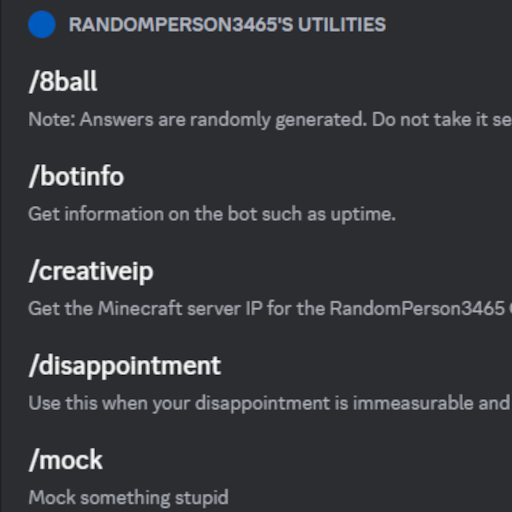 RANDOMPERSON3465'S UTILITIES
/8ball
Note: Answers are randomly generated. Do not take it se
/botinfo
Get information on the bot such as uptime.
/creativeip
Get the Minecraft server IP for the RandomPerson3465
/disappointment
Use this when your disappointment is immeasurable and
/mock
Mock something stupid